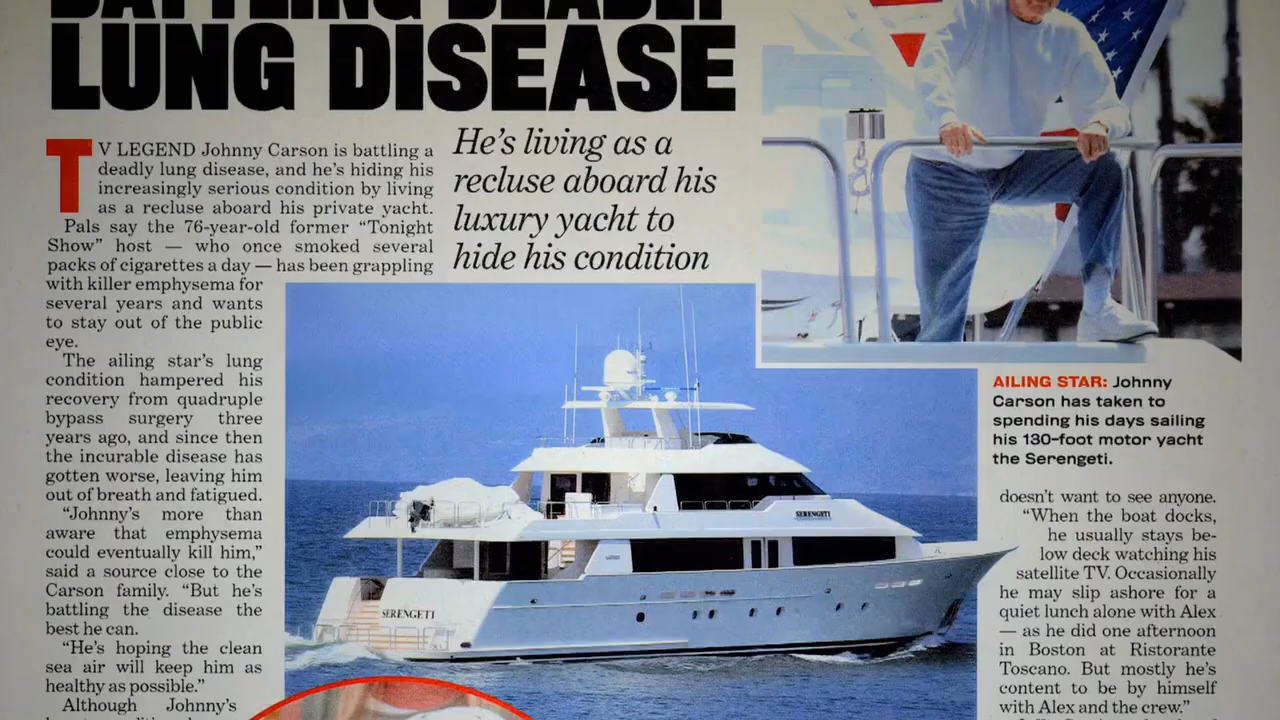 BATTLING DEADLY
LUNG DISEASE
TV LEGEND Johnny Carson is battling a
deadly lung disease, and he's hiding his
increasingly serious condition by living
as a recluse aboard his private yacht.
Pals say the 76-year-old former "Tonight
Show" host — who once smoked several
packs of cigarettes a day — has been grappling
with killer emphysema for
several years and wants
to stay out of the public
eye.
The ailing star's lung
condition hampered his
recovery from quadruple
bypass surgery three
years ago, and since then
the incurable disease has
gotten worse, leaving him
out of breath and fatigued.
"Johnny's more than
aware that emphysema
could eventually kill him,"
said a source close to the
Carson family. "But he's
battling the disease the
best he can.
"He's hoping the clean
sea air will keep him as
healthy as possible."
Although Johnny's
He's living as a
recluse aboard his
luxury yacht to
hide his condition
SERENGETI
SERENGETI
AILING STAR: Johnny
Carson has taken to
spending his days sailing
his 130-foot motor yacht
the Serengeti.
doesn't want to see anyone.
"When the boat docks,
he usually stays be-
low deck watching his
satellite TV. Occasionally
he may slip ashore for a
quiet lunch alone with Alex
— as he did one afternoon
in Boston at Ristorante
Toscano. But mostly he's
content to be by himself
with Alex and the crew."